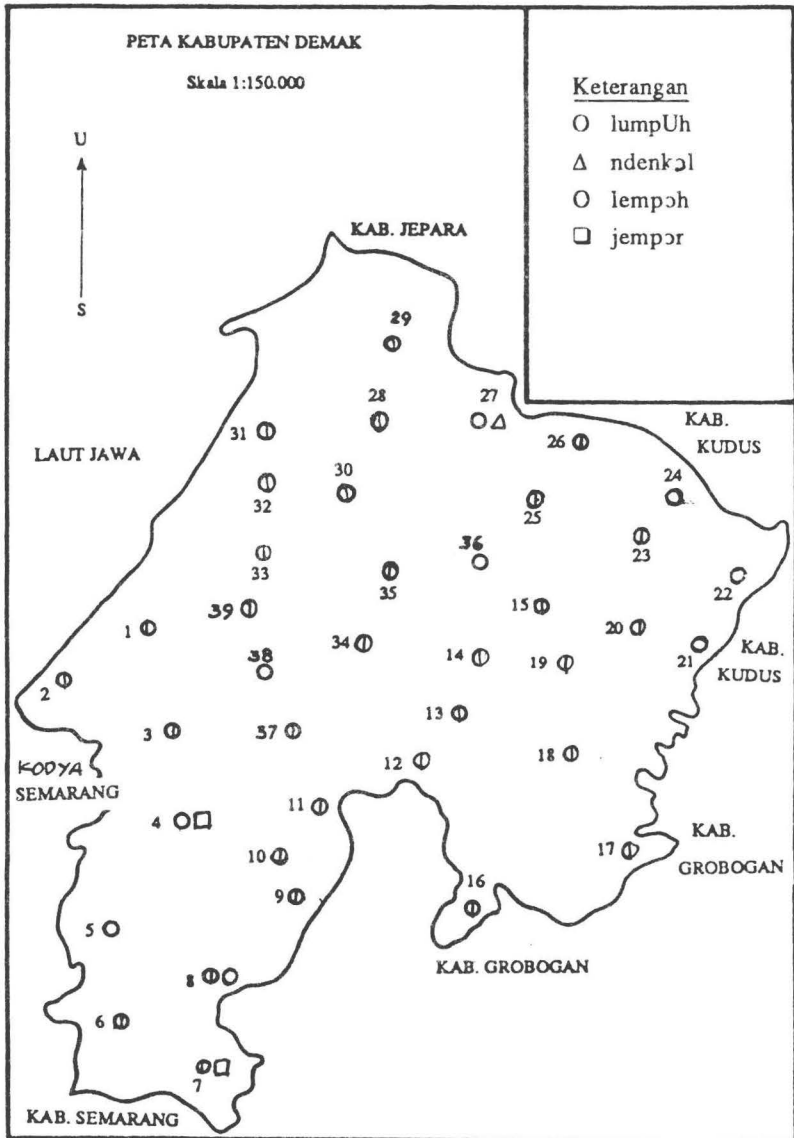 PETA KABUPATEN DEMAK
Skala 1:150.000
Keterangan
lumpUh
ndenkɔl
lempɔh
jempɔr
U
S
KAB. JEPARA
29
28
27
26
KAB.
KUDUS
31
LAUT JAWA
30
24
32
25
23
36
33
35
22
39
15
1
20
34
14
19
21
KAB.
KUDUS
38
2
13
3
37
18
12
KODYA
SEMARANG
11
4
17
KAB.
GROBOGAN
10
16
9
5
KAB. GROBOGAN
8
6
7
KAB. SEMARANG